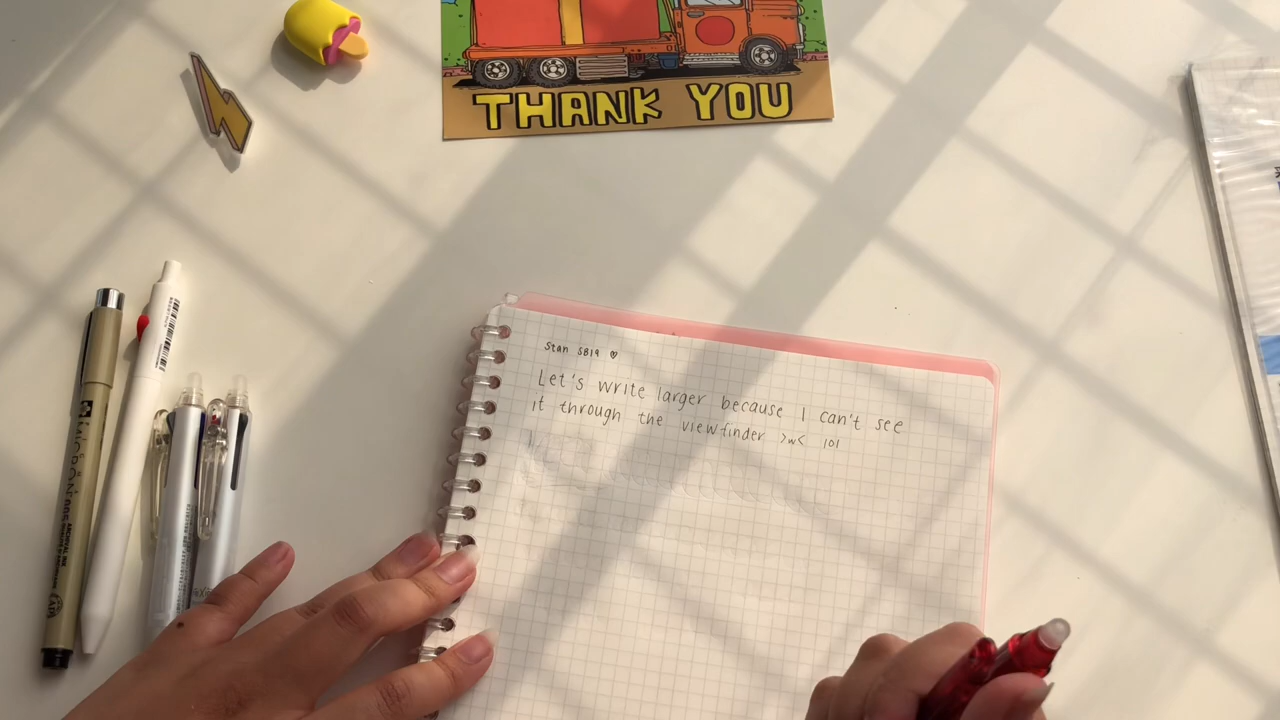 THANK YOU
Stan SB19 ♡
Let's write larger because I can't see
it through the viewfinder >w< lol